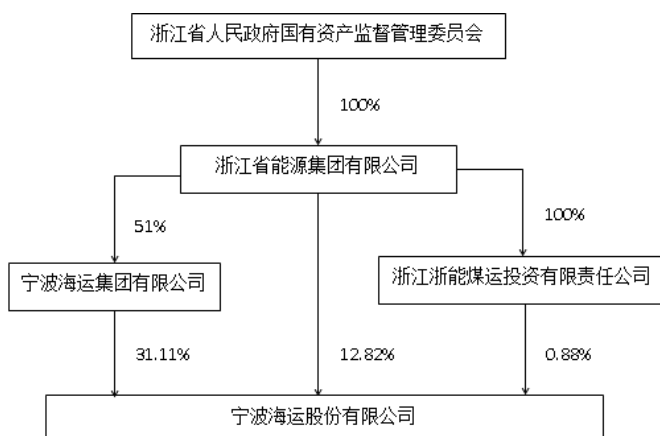 浙江省人民政府国有资产监督管理委员会
100%
浙江省能源集团有限公司
51%
100%
宁波海运集团有限公司
浙江浙能煤运投资有限责任公司
31.11%
12.82%
0.88%
宁波海运股份有限公司